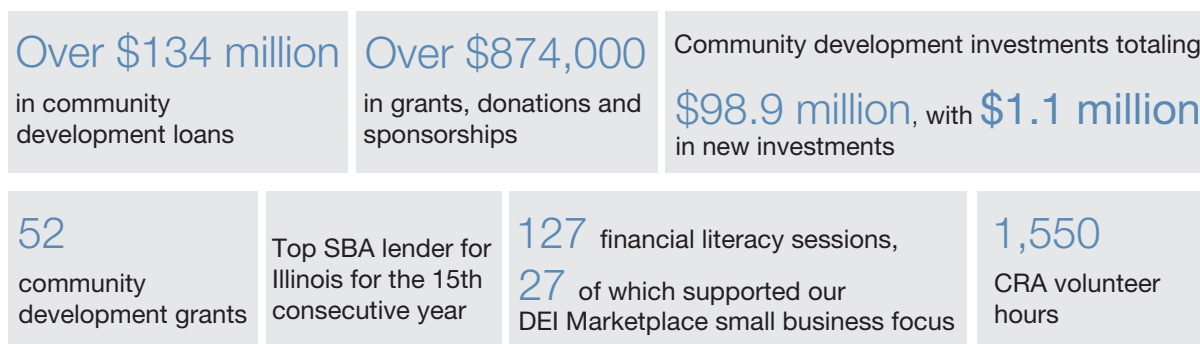 Over $134 million
in community
development loans
Over $874,000
in grants, donations and
sponsorships
Community development investments totaling
$98.9 million, with $1.1 million
in new investments
52
community
development grants
Top SBA lender for
Illinois for the 15th
consecutive year
127 financial literacy sessions,
27 of which supported our
DEI Marketplace small business focus
1,550
CRA volunteer
hours